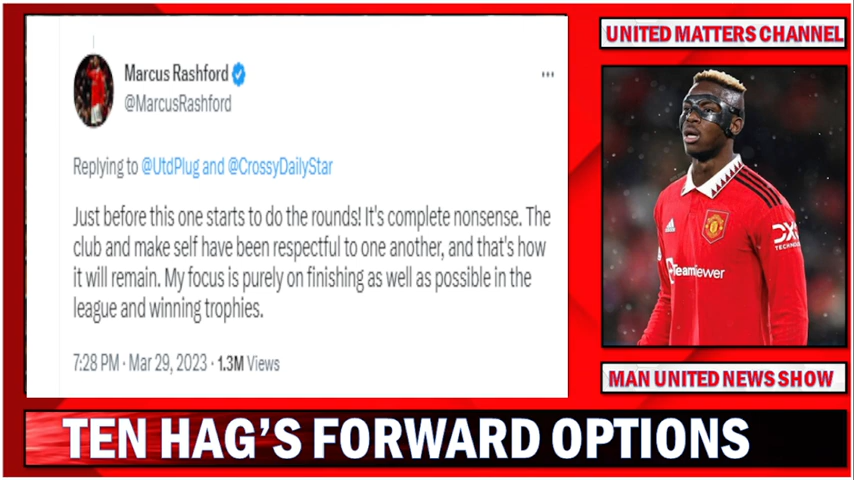 Marcus Rashford
@MarcusRashford
Replying to @UtdPlug and @CrossyDailyStar
Just before this one starts to do the rounds! It's complete nonsense. The
club and make self have been respectful to one another, and that's how
it will remain. My focus is purely on finishing as well as possible in the
league and winning trophies.
7:28 PM · Mar 29, 2023 · 1.3M Views
UNITED MATTERS CHANNEL
DXC
TECHNOLOGY
TeamViewer
MAN UNITED NEWS SHOW
TEN HAG'S FORWARD OPTIONS